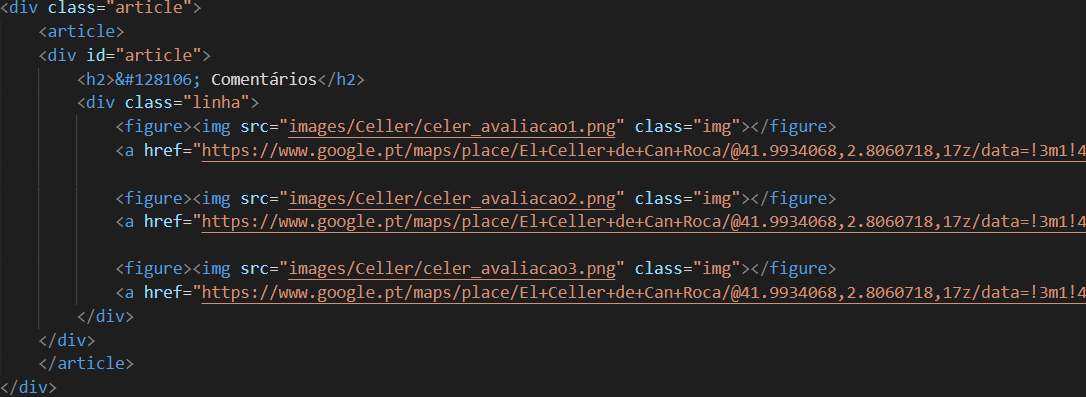 <div class="article">
<article>
<div id="article">
<h2>&#128106; Comentários</h2>
<div class="linha">
<figure><img src="images/Celler/celer_avaliacao1.png" class="img"></figure>
<a href="https://www.google.pt/maps/place/El+Celler+de+Can+Roca/@41.9934068,2.8060718,17z/data=!3m1!4
<figure><img src="images/Celler/celer_avaliacao2.png" class="img"></figure>
<a href="https://www.google.pt/maps/place/El+Celler+de+Can+Roca/@41.9934068,2.8060718,17z/data=!3m1!4
<figure><img src="images/Celler/celer_avaliacao3.png" class="img"></figure>
<a href="https://www.google.pt/maps/place/El+Celler+de+Can+Roca/@41.9934068,2.8060718,17z/data=!3m1!4
</div>
</div>
</article>
</div>